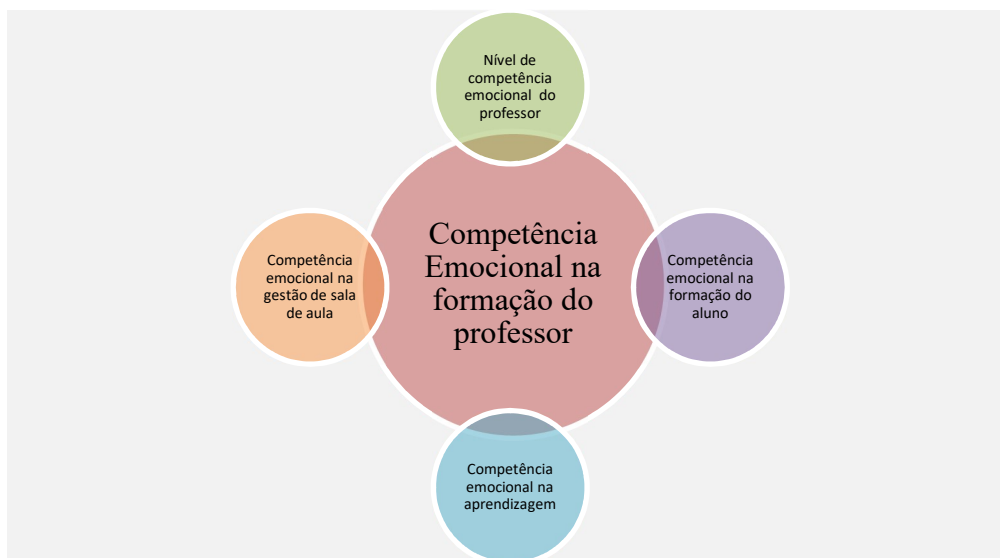 Nível de
competência
emocional do
professor
Competência
emocional na
gestão de sala
de aula
Competência
Emocional na
formação do
professor
Competência
emocional na
formação do
aluno
Competência
emocional na
aprendizagem